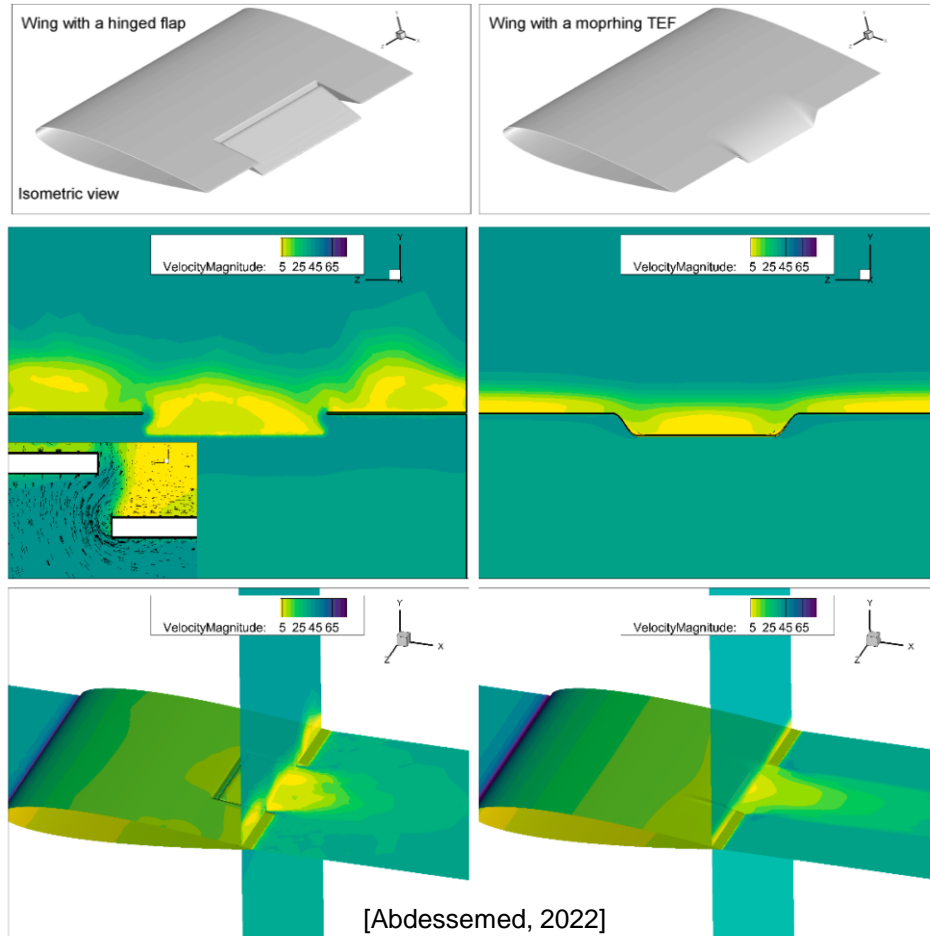 Wing with a hinged flap
Y
Z
X
Isometric view
Wing with a moprhing TEF
Y
Z
X
VelocityMagnitude: 5 25 45 65
Y
Z
X
VelocityMagnitude: 5 25 45 65
Y
Z
X
VelocityMagnitude: 5 25 45 65
Y
Z
X
VelocityMagnitude: 5 25 45 65
Y
Z
X
[Abdessemed, 2022]